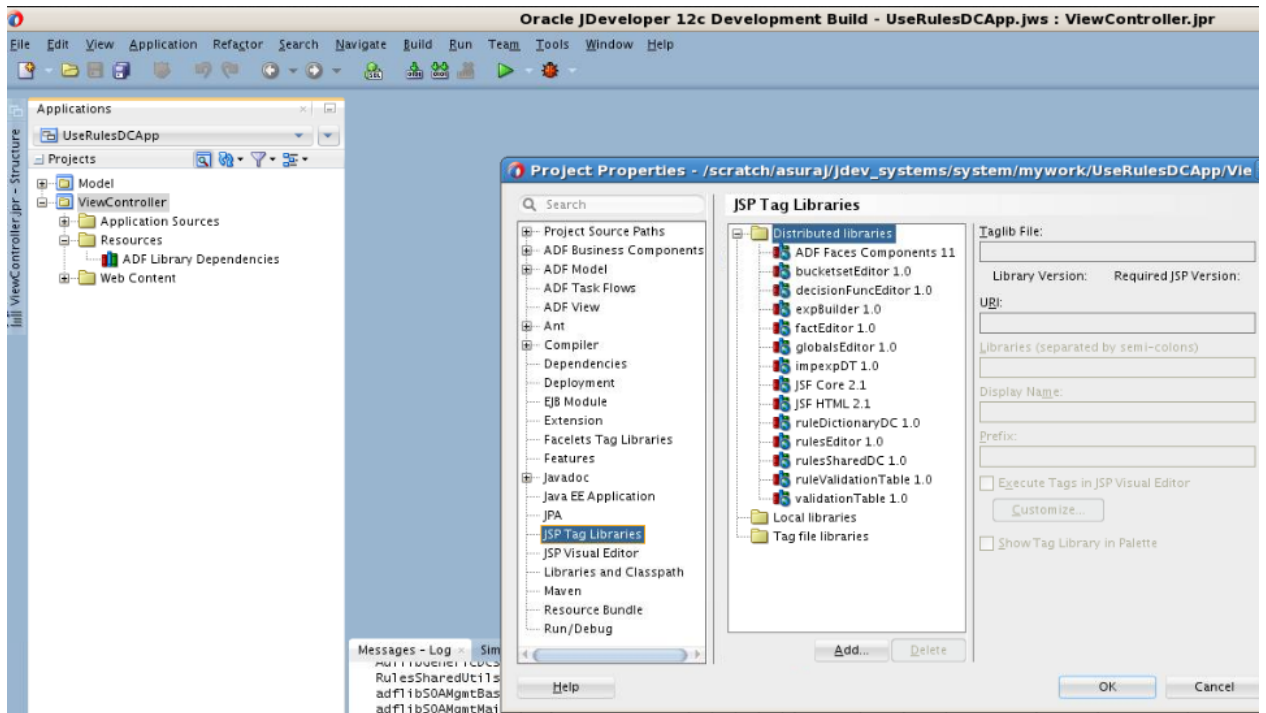 Oracle JDeveloper 12c Development Build - UseRulesDCApp.jws : ViewController.jpr
File Edit View Application Refactor Search Navigate Build Run Team Tools Window Help
ViewController.jpr - Structure
Applications
UseRulesDCApp
Projects
Model
ViewController
Application Sources
Resources
ADF Library Dependencies
Web Content
Project Properties - /scratch/asuraj/jdev_systems/system/mywork/UseRulesDCApp/Vie
Search
Project Source Paths
ADF Business Components
ADF Model
ADF Task Flows
ADF View
Ant
Compiler
Dependencies
Deployment
EJB Module
Extension
Facelets Tag Libraries
Features
Javadoc
Java EE Application
JPA
JSP Tag Libraries
JSP Visual Editor
Libraries and Classpath
Maven
Resource Bundle
Run/Debug
JSP Tag Libraries
Distributed libraries
ADF Faces Components 11
bucketsetEditor 1.0
decisionFuncEditor 1.0
expBuilder 1.0
factEditor 1.0
globalsEditor 1.0
impexpDT 1.0
JSF Core 2.1
JSF HTML 2.1
ruleDictionaryDC 1.0
rulesEditor 1.0
rulesSharedDC 1.0
ruleValidationTable 1.0
validationTable 1.0
Local libraries
Tag file libraries
Add... Delete
Taglib File:
Library Version: Required JSP Version:
URI:
Libraries (separated by semi-colons)
Display Name:
Prefix:
Execute Tags in JSP Visual Editor
Customize...
Show Tag Library in Palette
Help OK Cancel
Messages - Log Sim
RulesSharedUtils
adflibSOAMgmtBas
adflibSOAMgmtMai